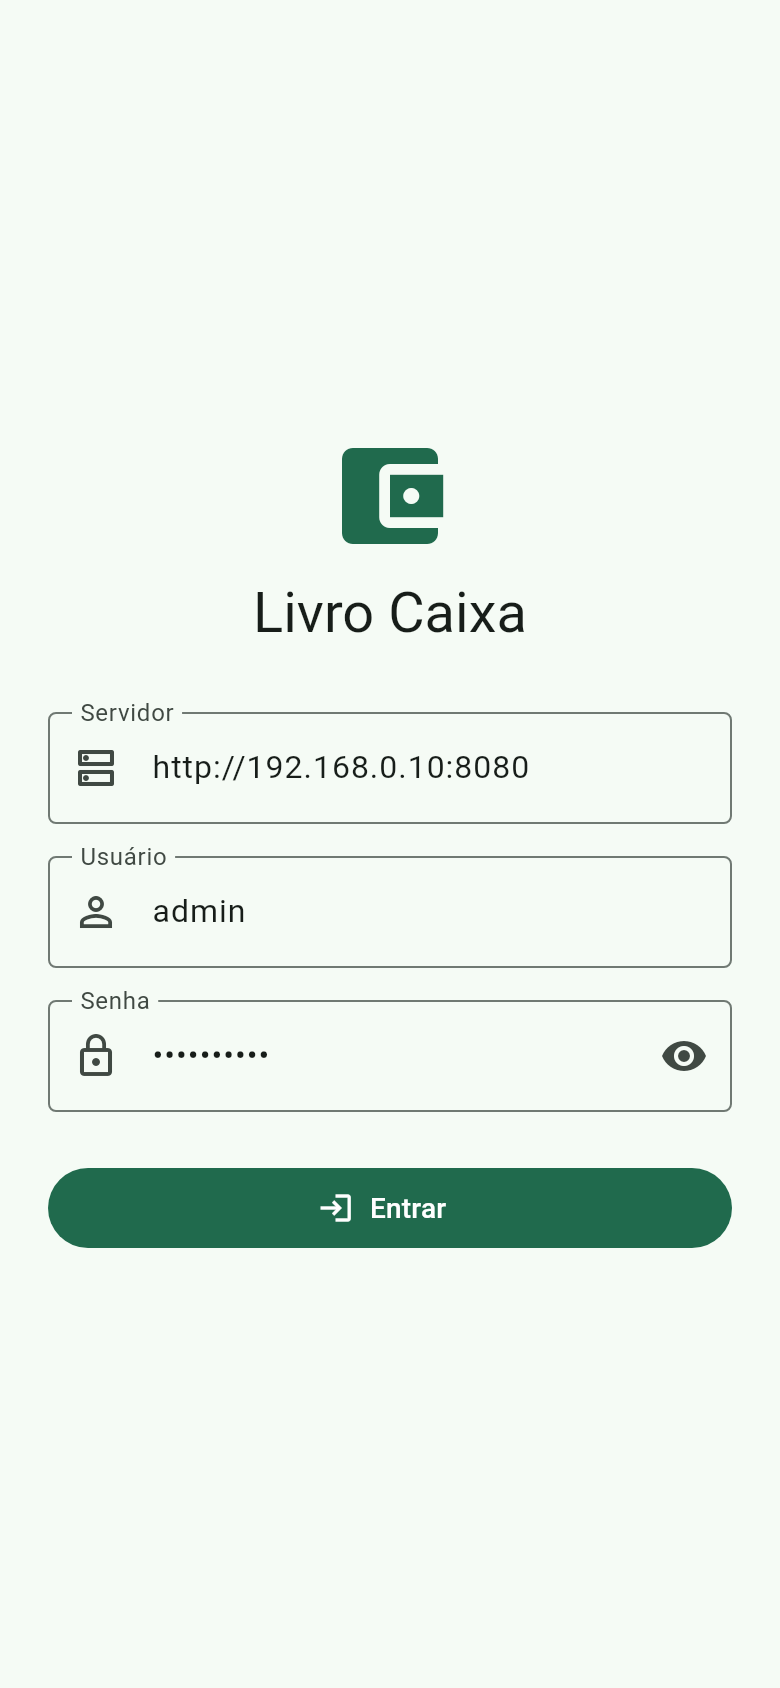 Livro Caixa
Servidor
http://192.168.0.10:8080
Usuário
admin
Senha
••••••••••
Entrar